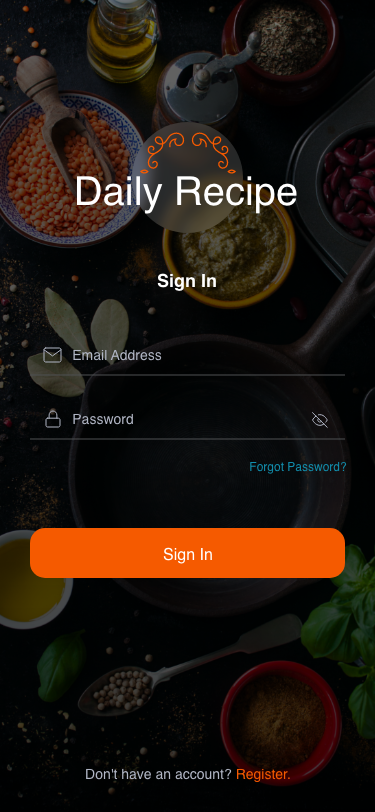 Daily Recipe
Sign In
Email Address
Password
Forgot Password?
Sign In
Don't have an account? Register.